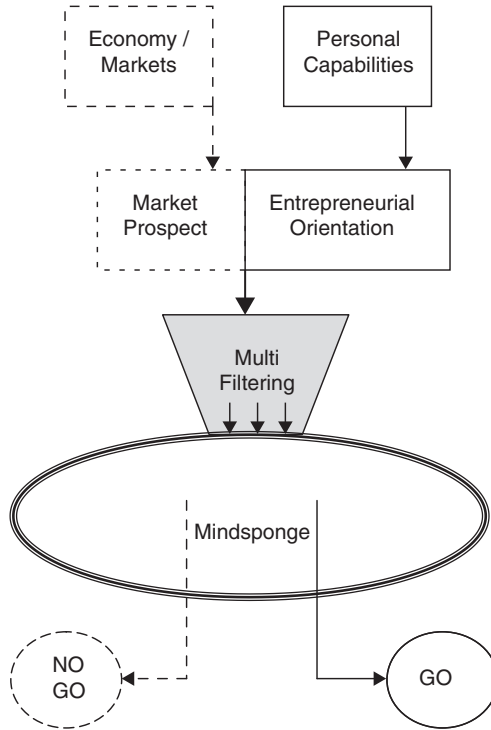 Economy /
Markets
Personal
Capabilities
Market
Prospect
Entrepreneurial
Orientation
Multi
Filtering
Mindsponge
NO
GO
GO